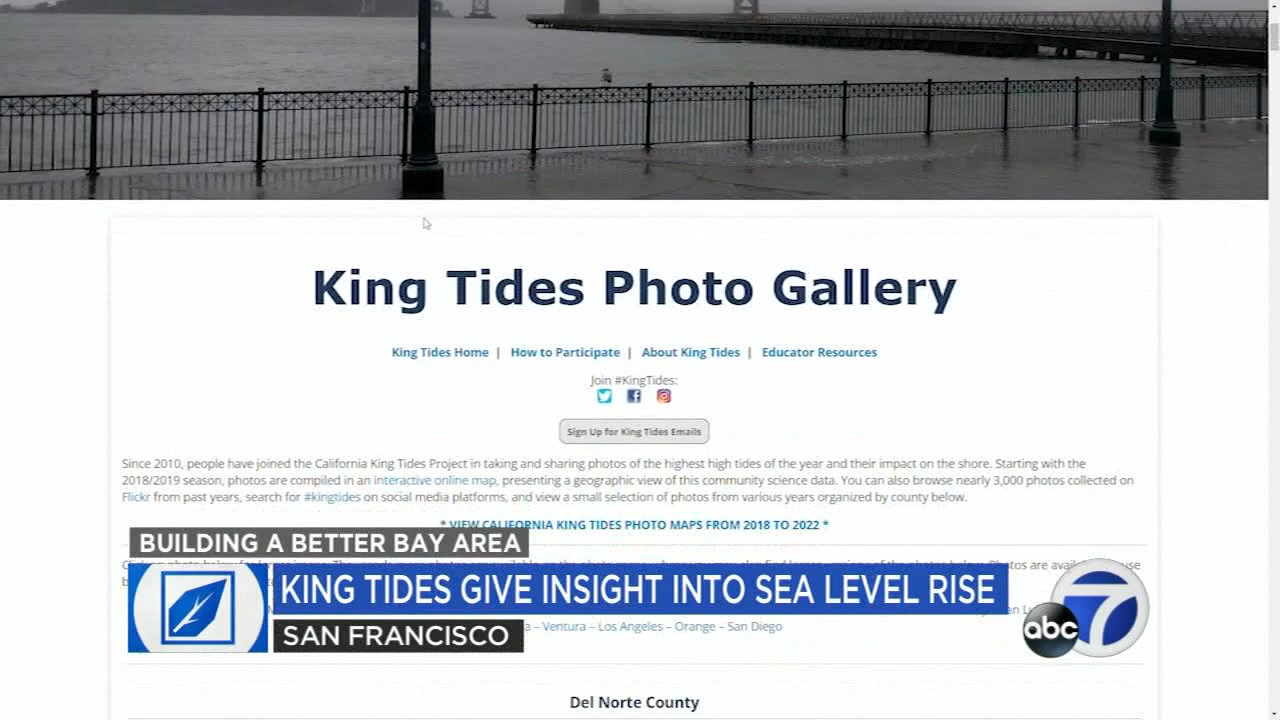 King Tides Photo Gallery
King Tides Home | How to Participate | About King Tides | Educator Resources
Join #KingTides:
Sign Up for King Tides Emails
Since 2010, people have joined the California King Tides Project in taking and sharing photos of the highest high tides of the year and their impact on the shore. Starting with the
2018/2019 season, photos are compiled in an interactive online map, presenting a geographic view of this community science data. You can also browse nearly 3,000 photos collected on
Flickr from past years, search for #kingtides on social media platforms, and view a small selection of photos from various years organized by county below.
* VIEW CALIFORNIA KING TIDES PHOTO MAPS FROM 2018 TO 2022 *
BUILDING A BETTER BAY AREA
KING TIDES GIVE INSIGHT INTO SEA LEVEL RISE
SAN FRANCISCO
– Ventura – Los Angeles – Orange – San Diego
abc 7
Del Norte County